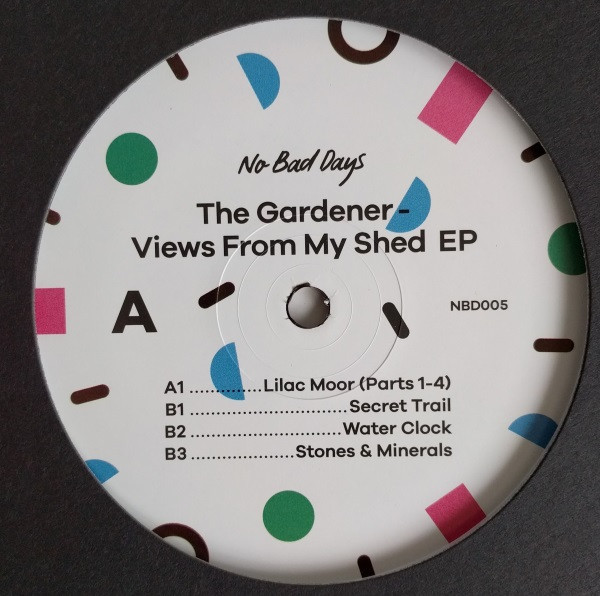 No Bad Days
The Gardener -
Views From My Shed EP
A
NBD005
A1 ..............Lilac Moor (Parts 1-4)
B1 ..............................Secret Trail
B2 .............................Water Clock
B3 ....................Stones & Minerals